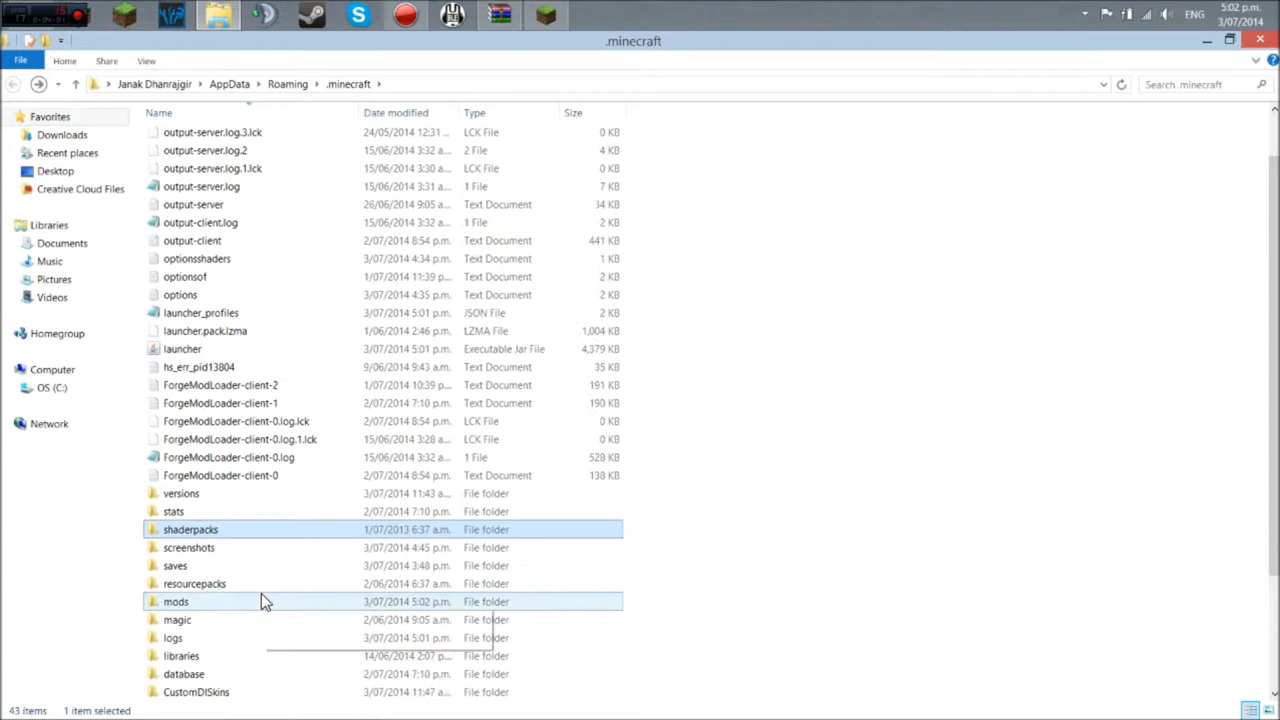 5:02 p.m.
ENG
3/07/2014
.minecraft
File Home Share View
Janak Dhanrajgir AppData Roaming .minecraft
Search .minecraft
Favorites
Downloads
Recent places
Desktop
Creative Cloud Files
Libraries
Documents
Music
Pictures
Videos
Homegroup
Computer
OS (C:)
Network
Name Date modified Type Size
output-server.log.3.lck 24/05/2014 12:31 ... LCK File 0 KB
output-server.log.2 15/06/2014 3:32 a... 2 File 4 KB
output-server.log.1.lck 15/06/2014 3:30 a... LCK File 0 KB
output-server.log 15/06/2014 3:31 a... 1 File 7 KB
output-server 26/06/2014 9:05 a... Text Document 34 KB
output-client.log 15/06/2014 3:32 a... 1 File 2 KB
output-client 2/07/2014 8:54 p.m. Text Document 441 KB
optionsshaders 3/07/2014 4:34 p.m. Text Document 1 KB
optionsof 1/07/2014 11:39 p... Text Document 2 KB
options 3/07/2014 4:35 p.m. Text Document 2 KB
launcher_profiles 3/07/2014 5:01 p.m. JSON File 2 KB
launcher.pack.lzma 1/06/2014 2:46 p.m. LZMA File 1,004 KB
launcher 3/07/2014 5:01 p.m. Executable Jar File 4,379 KB
hs_err_pid13804 9/06/2014 9:43 a.m. Text Document 35 KB
ForgeModLoader-client-2 1/07/2014 10:39 p... Text Document 191 KB
ForgeModLoader-client-1 2/07/2014 7:10 p.m. Text Document 190 KB
ForgeModLoader-client-0.log.lck 2/07/2014 8:54 p.m. LCK File 0 KB
ForgeModLoader-client-0.log.1.lck 15/06/2014 3:28 a... LCK File 0 KB
ForgeModLoader-client-0.log 15/06/2014 3:32 a... 1 File 528 KB
ForgeModLoader-client-0 2/07/2014 8:54 p.m. Text Document 138 KB
versions 3/07/2014 11:43 a... File folder
stats 2/07/2014 7:10 p.m. File folder
shaderpacks 1/07/2013 6:37 a.m. File folder
screenshots 3/07/2014 4:45 p.m. File folder
saves 3/07/2014 3:48 p.m. File folder
resourcepacks 2/06/2014 6:37 a.m. File folder
mods 3/07/2014 5:02 p.m. File folder
magic 2/06/2014 9:05 a.m. File folder
logs 3/07/2014 5:01 p.m. File folder
libraries 14/06/2014 2:07 p... File folder
database 2/07/2014 7:10 p.m. File folder
CustomDISkins 3/07/2014 11:47 a... File folder
43 items 1 item selected